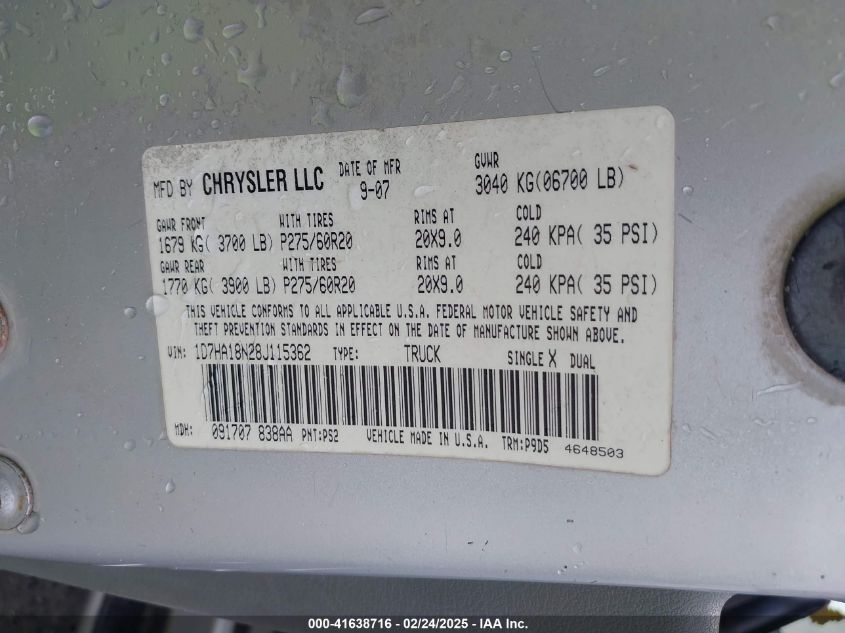 MFD BY CHRYSLER LLC DATE OF MFR 9-07 GVWR 3040 KG(06700 LB)
GAWR FRONT WITH TIRES RIMS AT COLD
1679 KG( 3700 LB) P275/60R20 20X9.0 240 KPA( 35 PSI)
GAWR REAR WITH TIRES RIMS AT COLD
1770 KG( 3900 LB) P275/60R20 20X9.0 240 KPA( 35 PSI)
THIS VEHICLE CONFORMS TO ALL APPLICABLE U.S.A. FEDERAL MOTOR VEHICLE SAFETY AND
THEFT PREVENTION STANDARDS IN EFFECT ON THE DATE OF MANUFACTURE SHOWN ABOVE.
VIN: 1D7HA18N28J115362 TYPE: TRUCK SINGLE X DUAL
MDH: 091707 838AA PNT:PS2 VEHICLE MADE IN U.S.A. TRM:P9D5 4648503
000-41638716 - 02/24/2025 - IAA Inc.